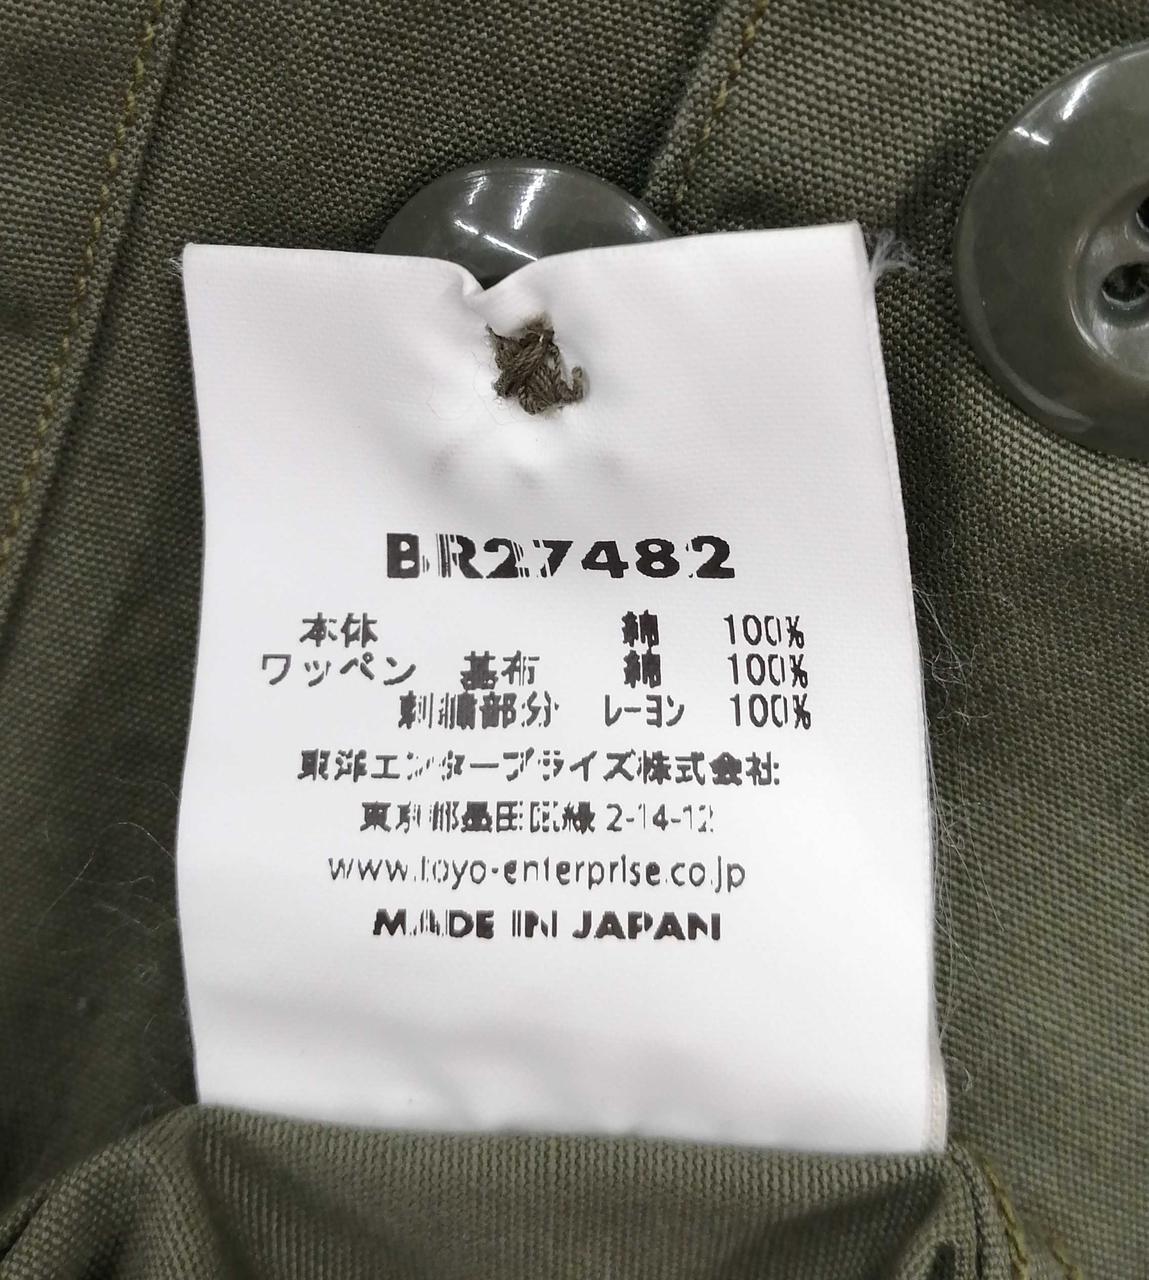 BR27482
本体 綿 100%
ワッペン 基布 綿 100%
刺繍部分 レーヨン 100%
東洋エンタープライズ株式会社
東京都墨田区緑 2-14-12
www.toyo-enterprise.co.jp
MADE IN JAPAN